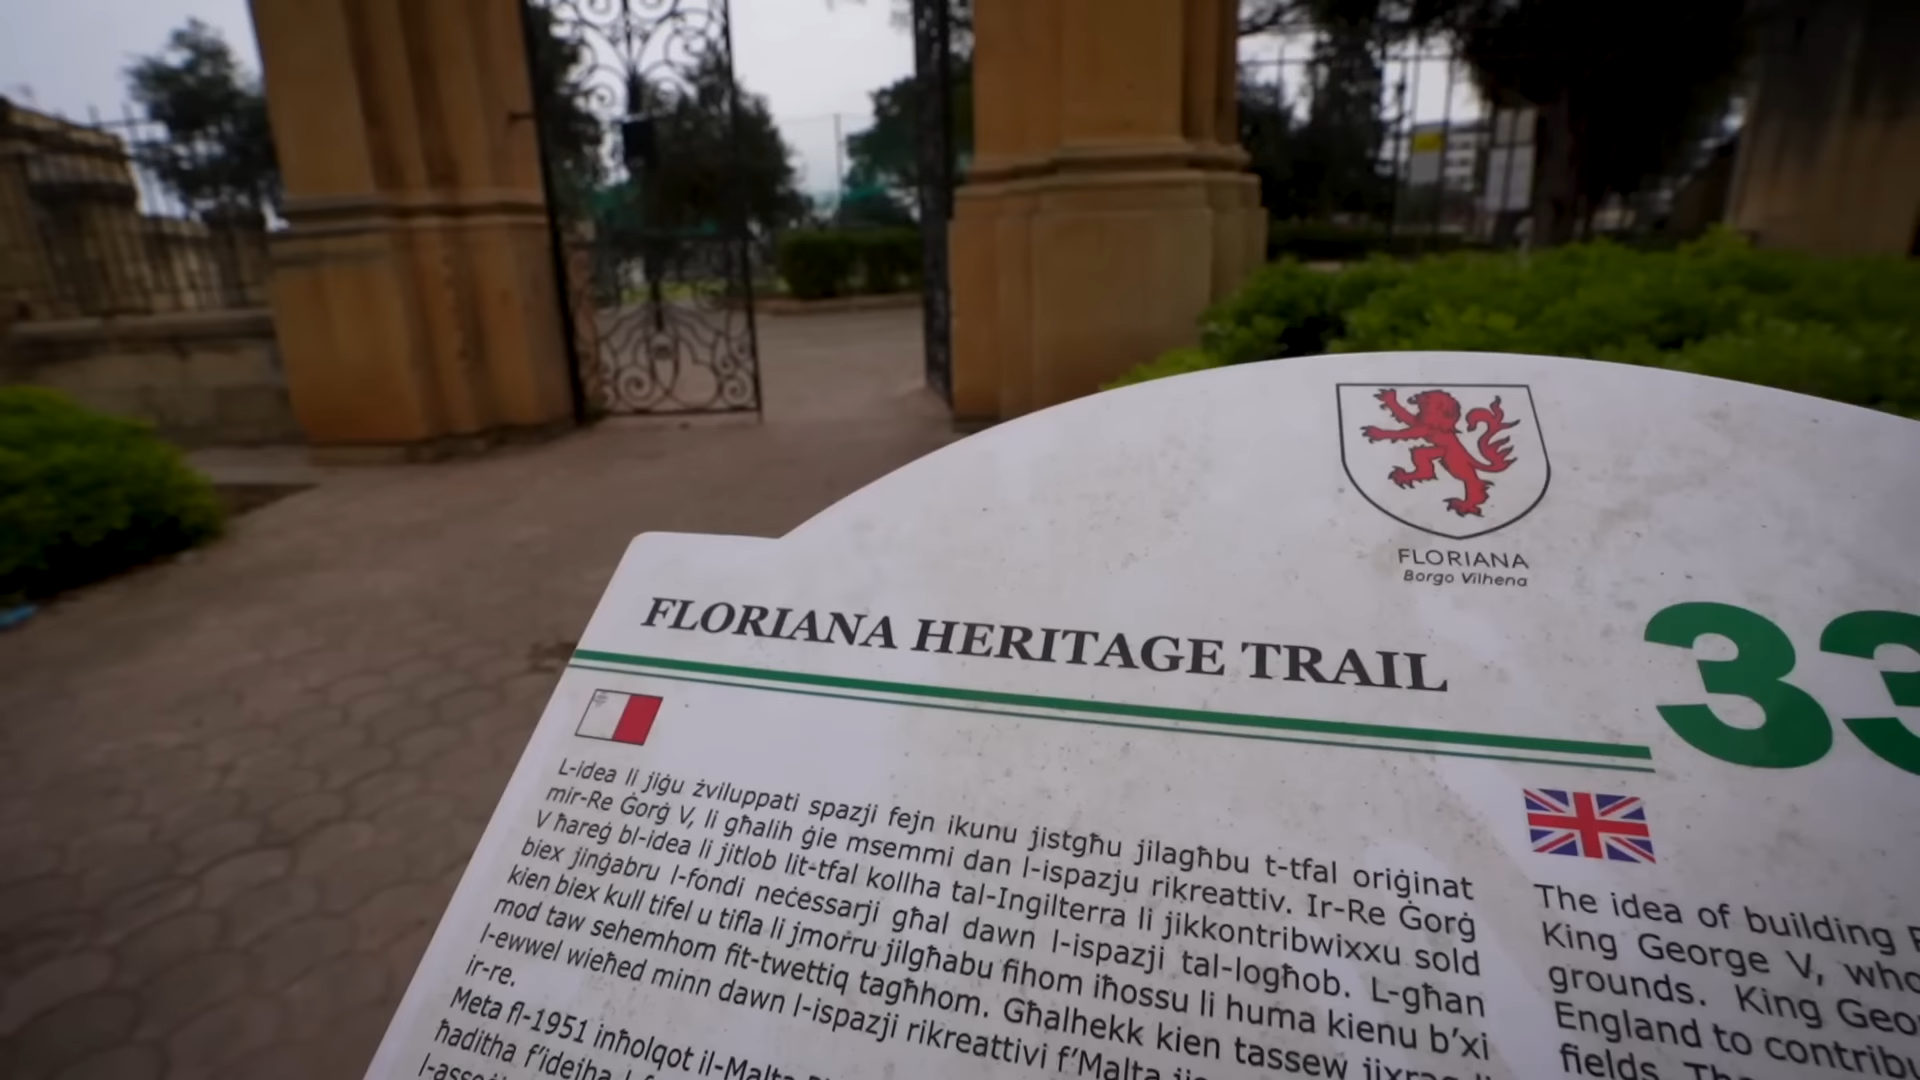 FLORIANA
Borgo Vilhena
FLORIANA HERITAGE TRAIL
33
L-idea li jiġu żviluppati spazji fejn ikunu jistgħu jilagħbu t-tfal oriġinat
mir-Re Ġorġ V, li għalih ġie msemmi dan l-ispazju rikreattiv. Ir-Re Ġorġ
V ħareġ bl-idea li jitlob lit-tfal kollha tal-Ingilterra li jikkontribwixxu sold
biex jinġabru l-fondi neċessarji għal dawn l-ispazji tal-logħob. L-għan
kien biex kull tifel u tifla li jmorru jilgħabu fihom iħossu li huma kienu b'xi
mod taw sehemhom fit-twettiq tagħhom. Għalhekk kien tassew
l-ewwel wieħed minn dawn l-ispazji rikreattivi f'Malta
ir-re.
Meta fl-1951 inħolqot il-Malta
ħaditha f'idejha
The idea of building
King George V, who
grounds. King
England to
fields.